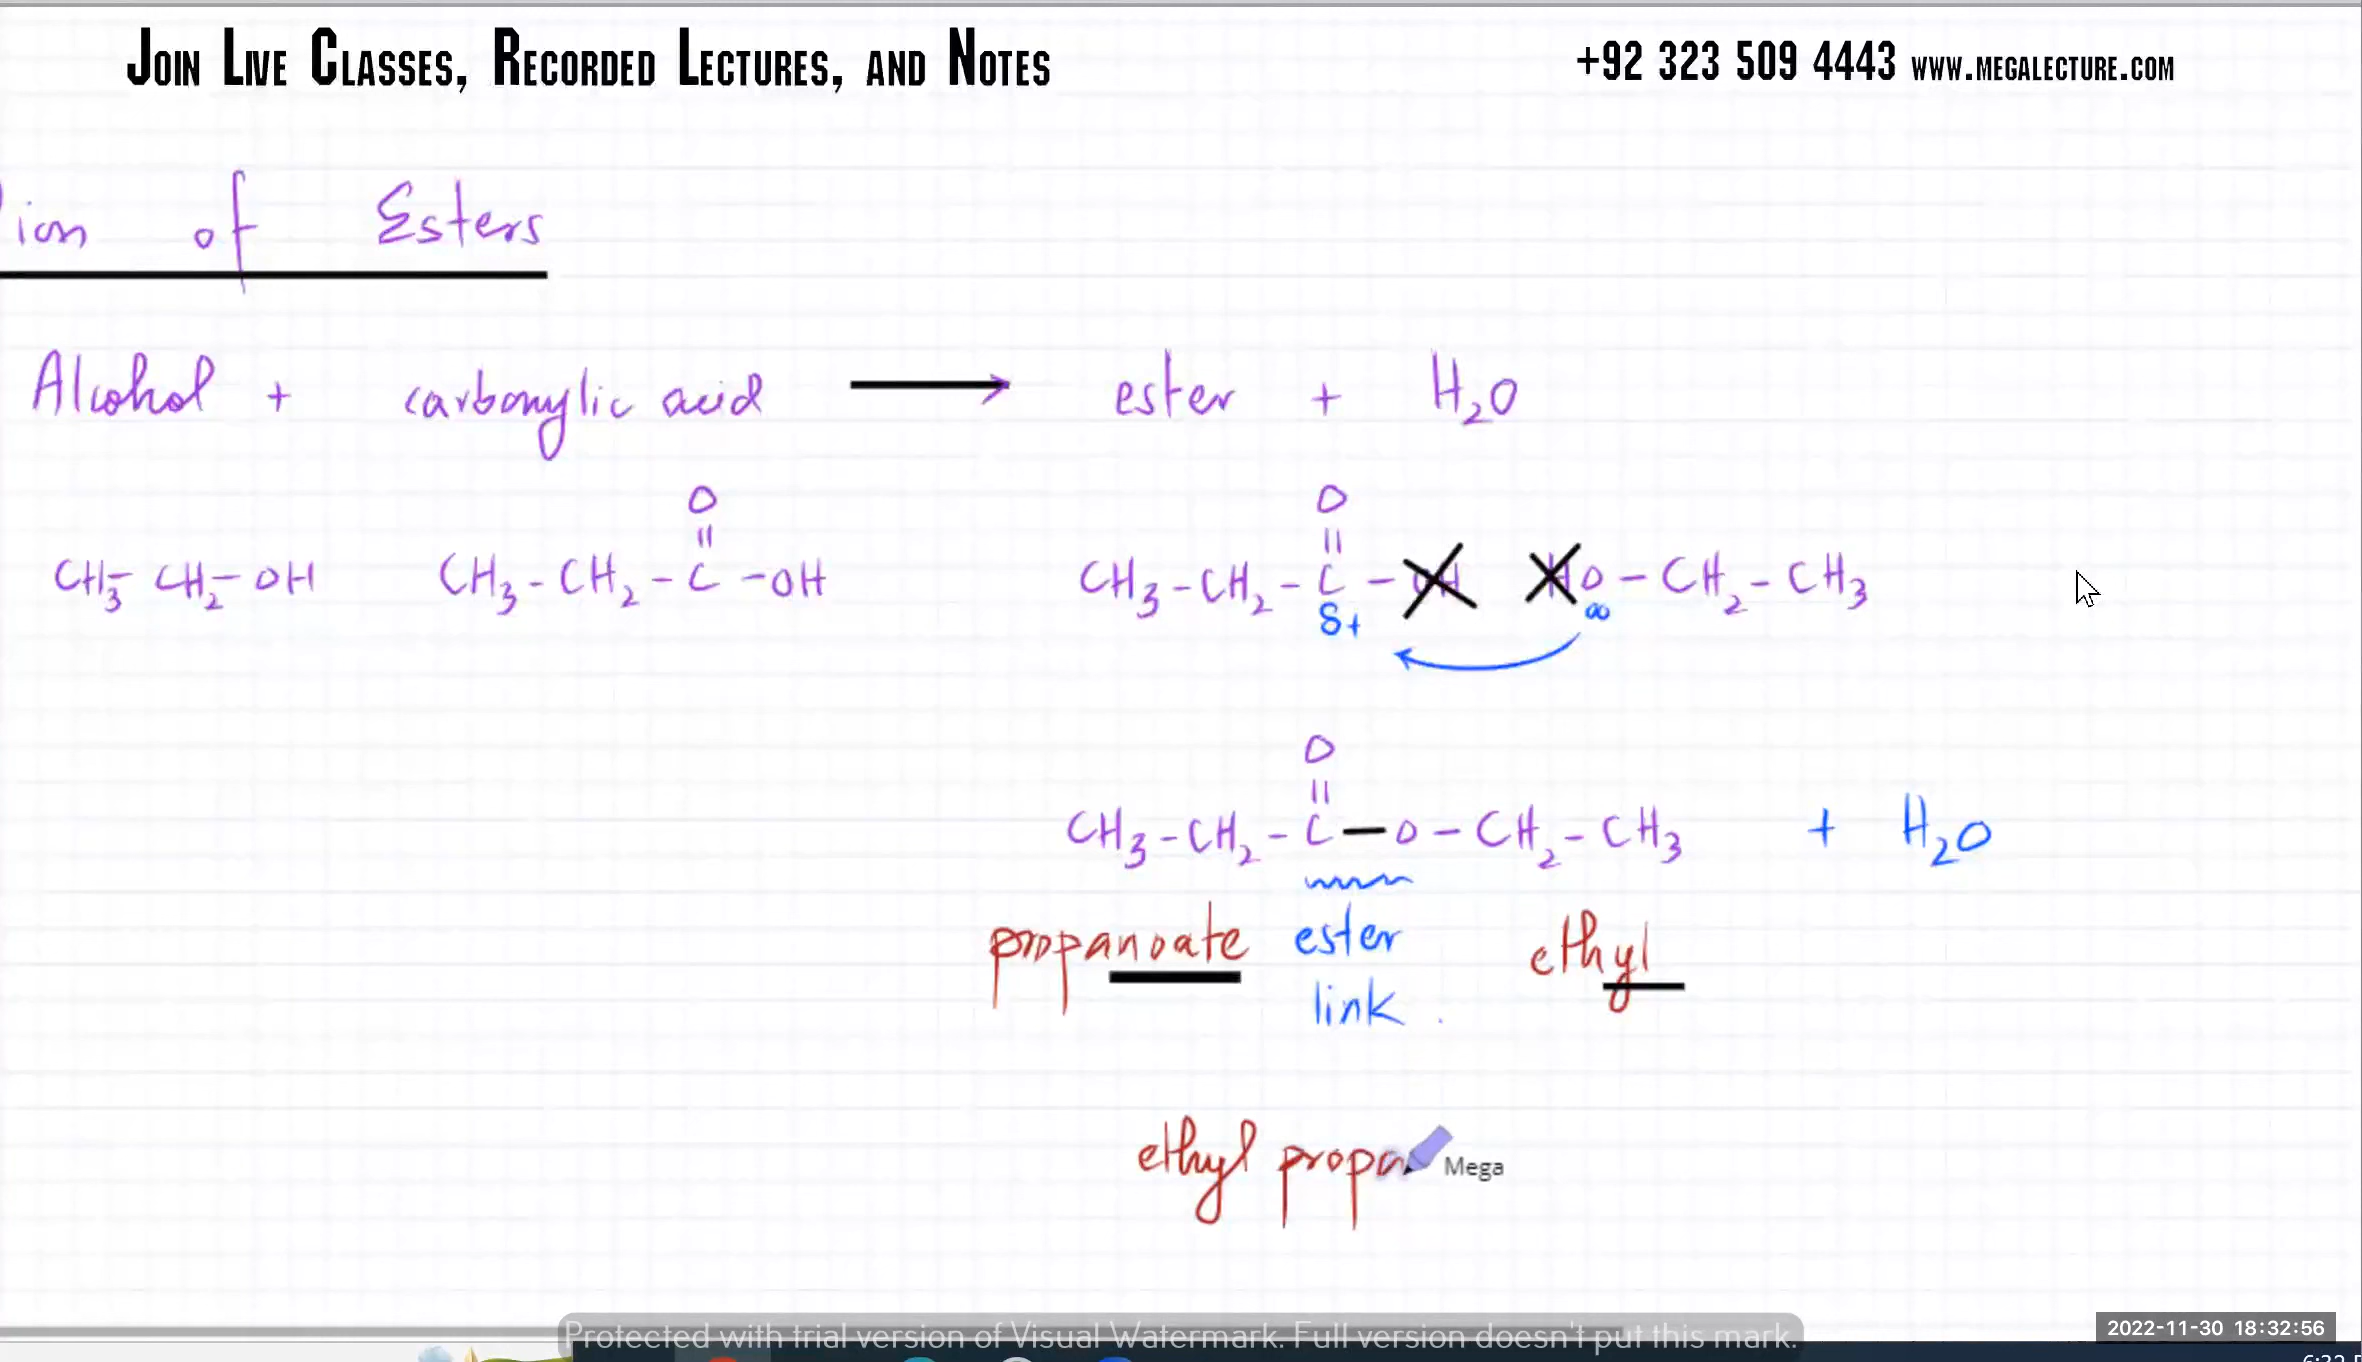 JOIN LIVE CLASSES, RECORDED LECTURES, AND NOTES
+92 323 509 4443 WWW.MEGALECTURE.COM
ion of Esters
Alcohol + carboxylic acid → ester + H₂O
O O
|| ||
CH₃-CH₂-OH CH₃-CH₂-C-OH CH₃-CH₂-C-OH HO-CH₂-CH₃
δ+
O
||
CH₃-CH₂-C-O-CH₂-CH₃ + H₂O
propanoate ester ethyl
link.
ethyl propa
Mega
Protected with trial version of Visual Watermark. Full version doesn't put this mark.
2022-11-30 18:32:56